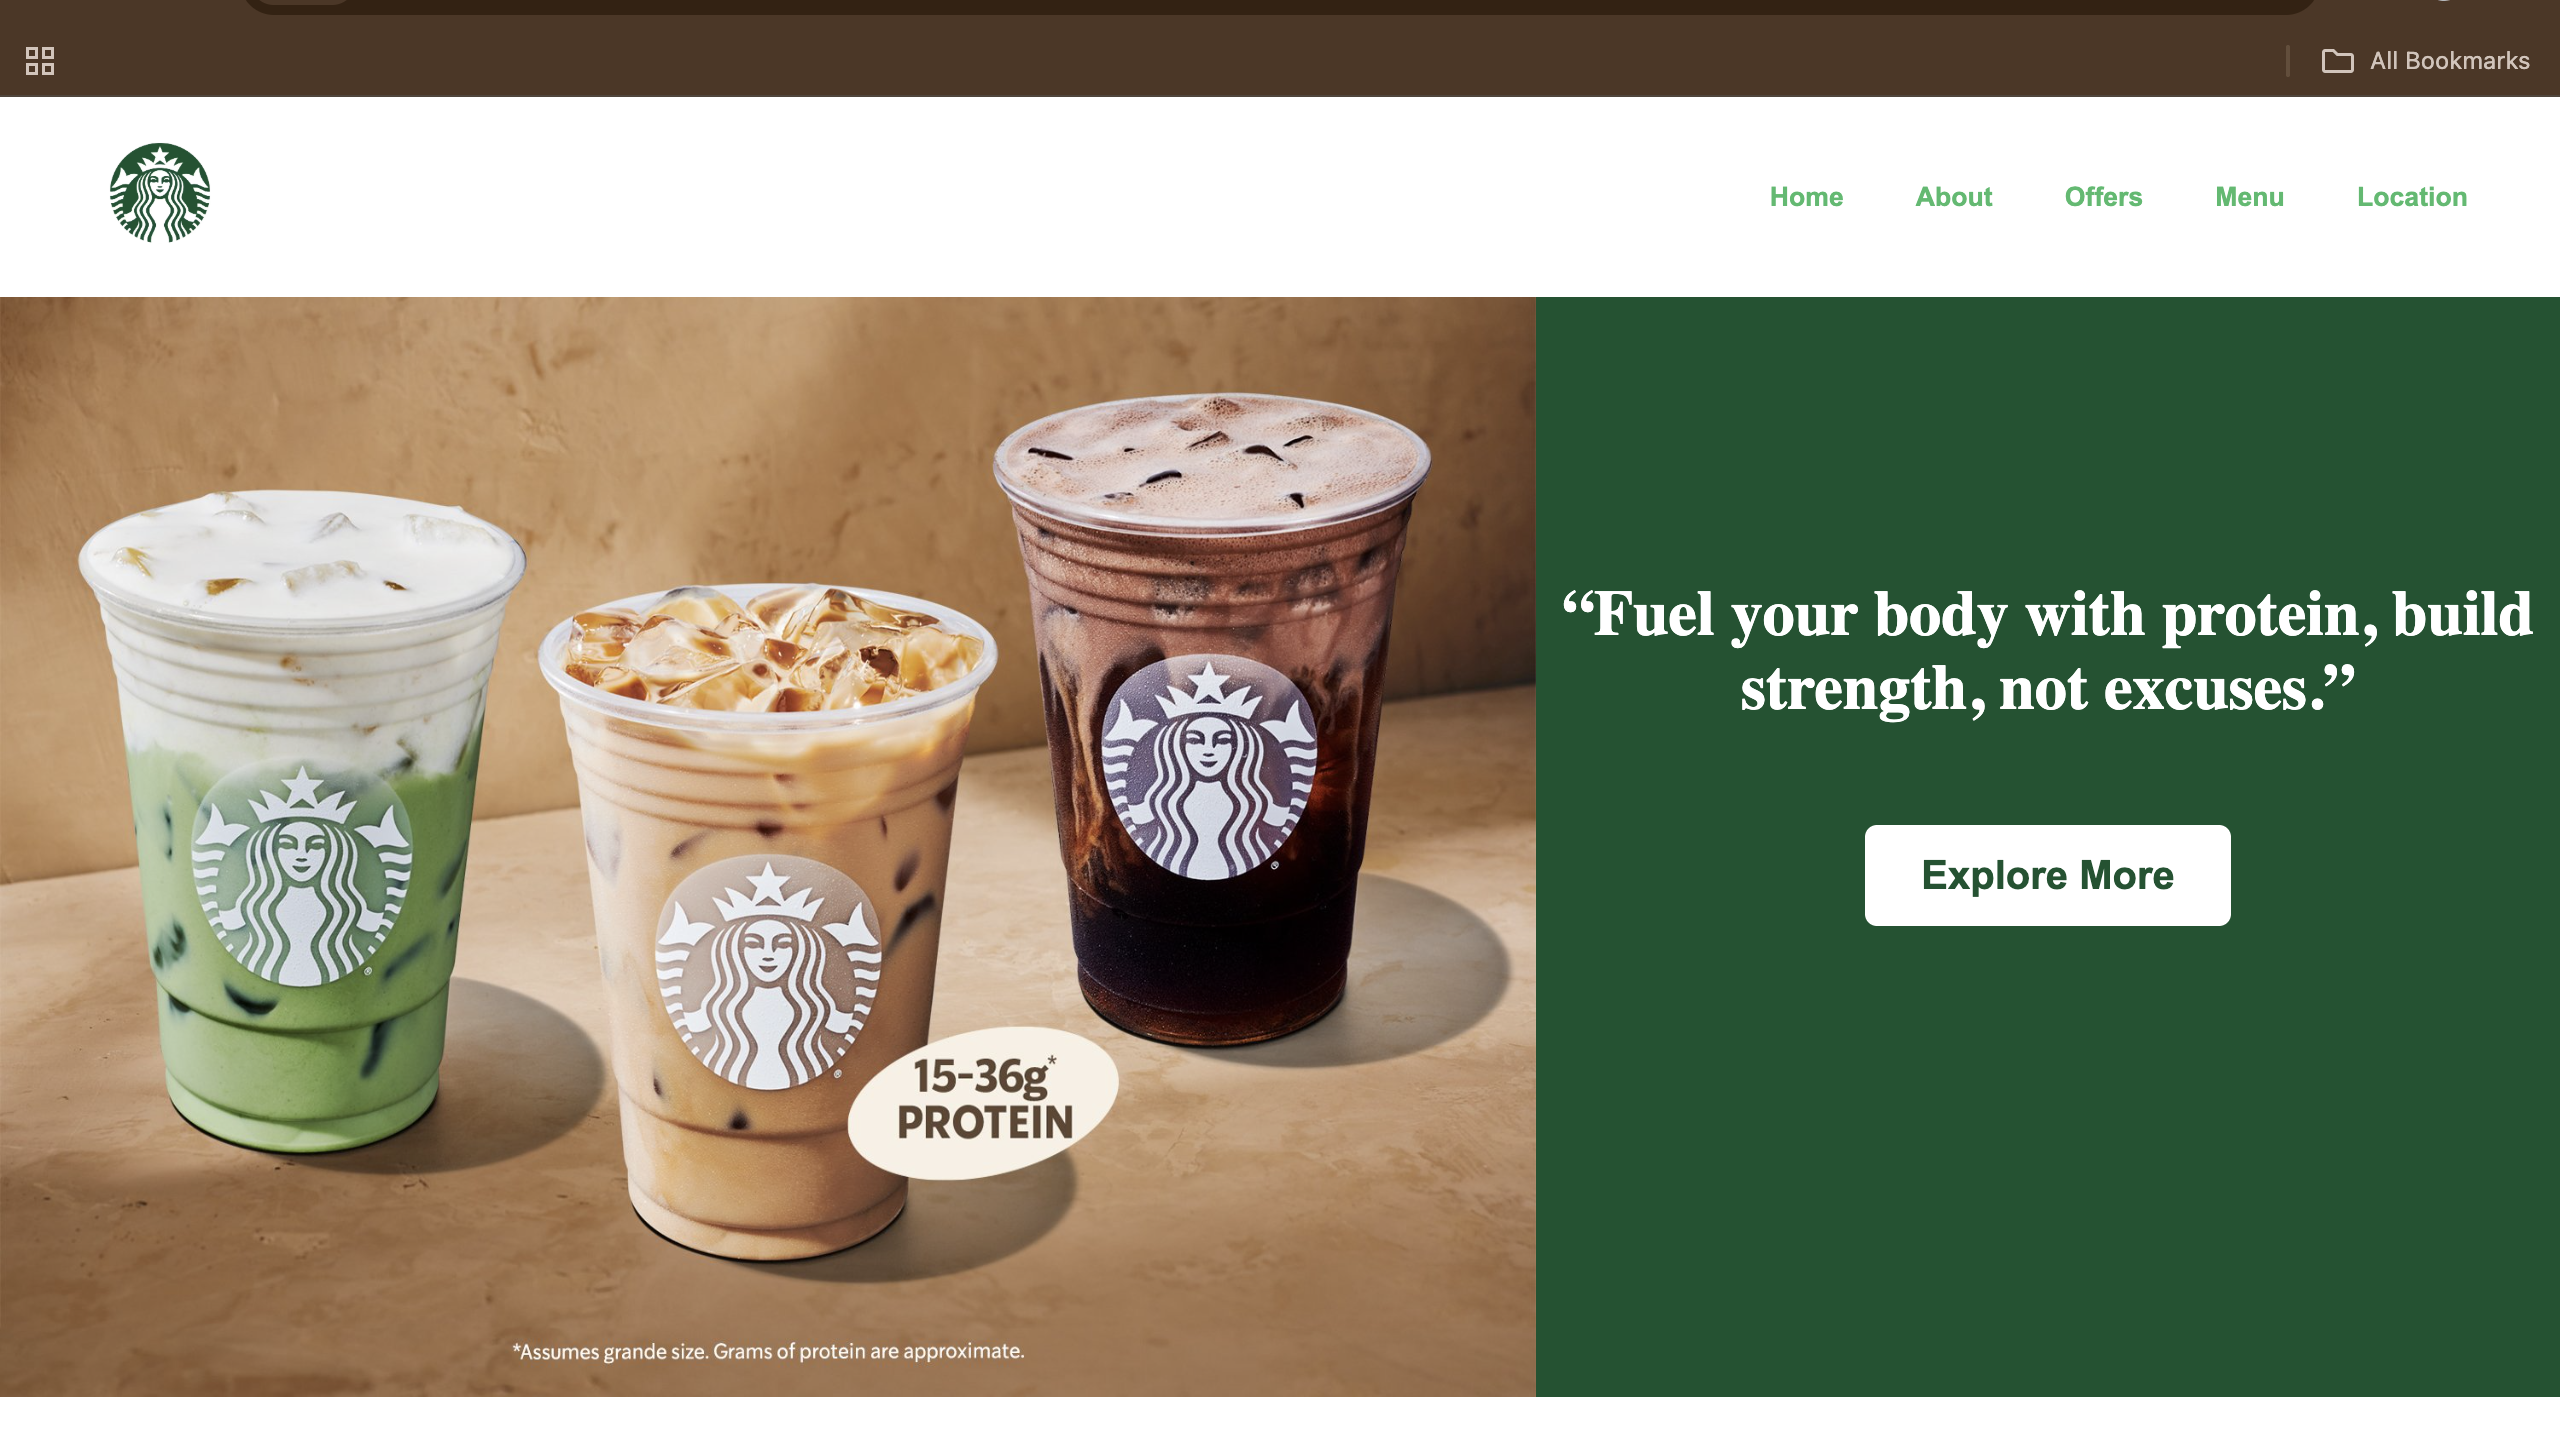 All Bookmarks
Home About Offers Menu Location
“Fuel your body with protein, build
strength, not excuses.”
Explore More
15-36g*
PROTEIN
*Assumes grande size. Grams of protein are approximate.